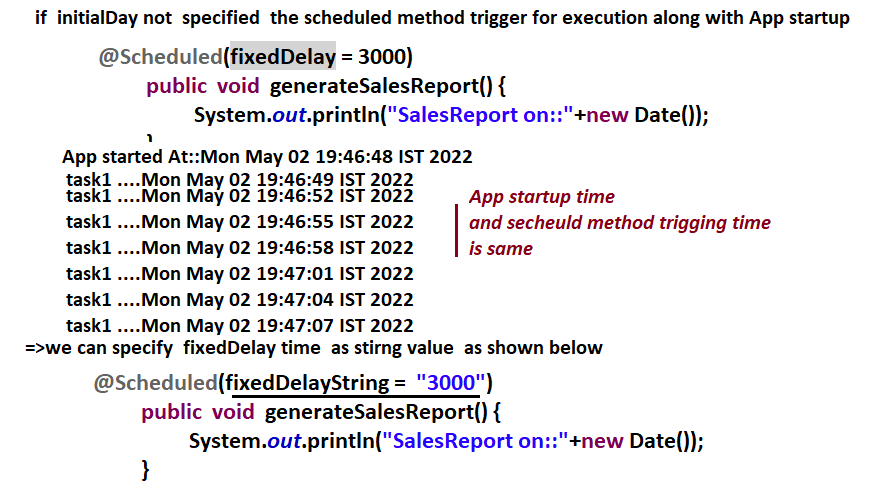 if initialDay not specified the scheduled method trigger for execution along with App startup
@Scheduled(fixedDelay = 3000)
public void generateSalesReport() {
System.out.println("SalesReport on::"+new Date());
App started At::Mon May 02 19:46:48 IST 2022
task1 ....Mon May 02 19:46:49 IST 2022
task1 ....Mon May 02 19:46:52 IST 2022
App startup time
task1 ....Mon May 02 19:46:55 IST 2022
and secheuld method trigging time
task1 ....Mon May 02 19:46:58 IST 2022
is same
task1 ....Mon May 02 19:47:01 IST 2022
task1 ....Mon May 02 19:47:04 IST 2022
task1 ....Mon May 02 19:47:07 IST 2022
=>we can specify fixedDelay time as stirng value as shown below
@Scheduled(fixedDelayString = "3000")
public void generateSalesReport() {
System.out.println("SalesReport on::"+new Date());
}